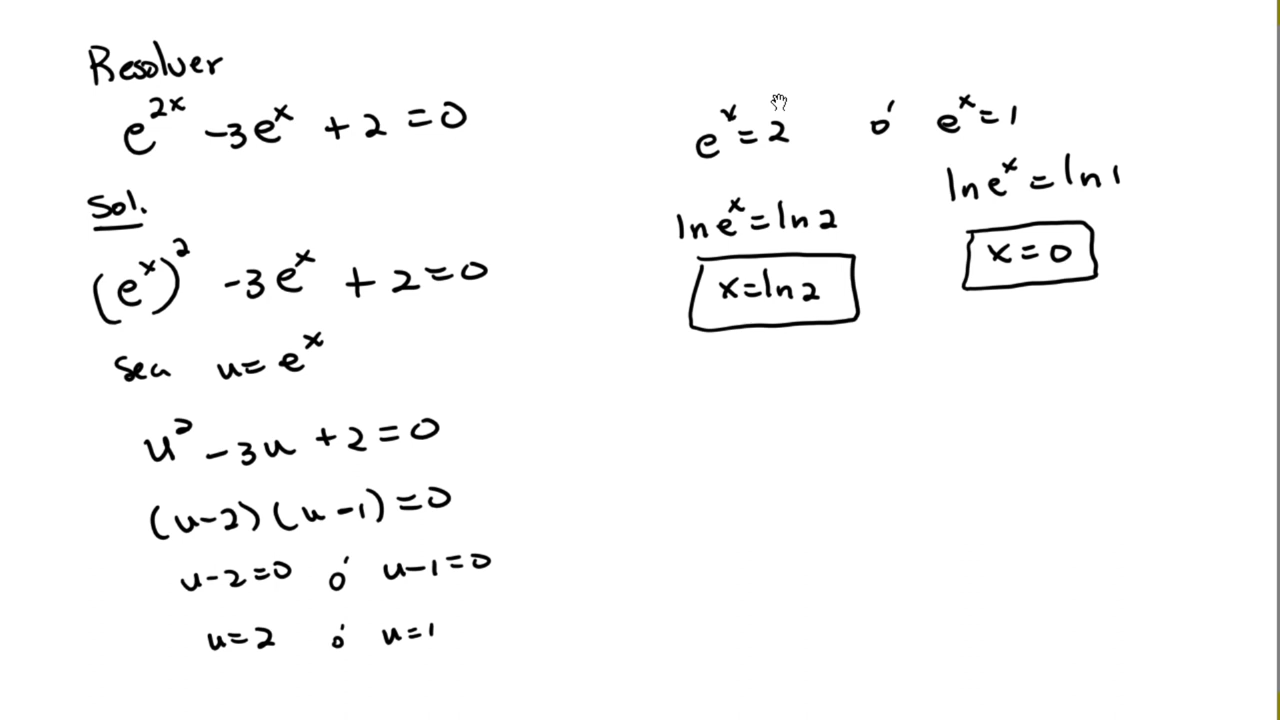 Resolver
e^{2x} -3e^x + 2 = 0
Sol.
(e^x)^2 -3e^x + 2 = 0
Sea u = e^x
u^2 - 3u + 2 = 0
(u-2)(u-1) = 0
u-2=0 ó u-1=0
u=2 ó u=1
e^x = 2 ó e^x = 1
ln e^x = ln 2
x = ln 2
ln e^x = ln 1
x = 0